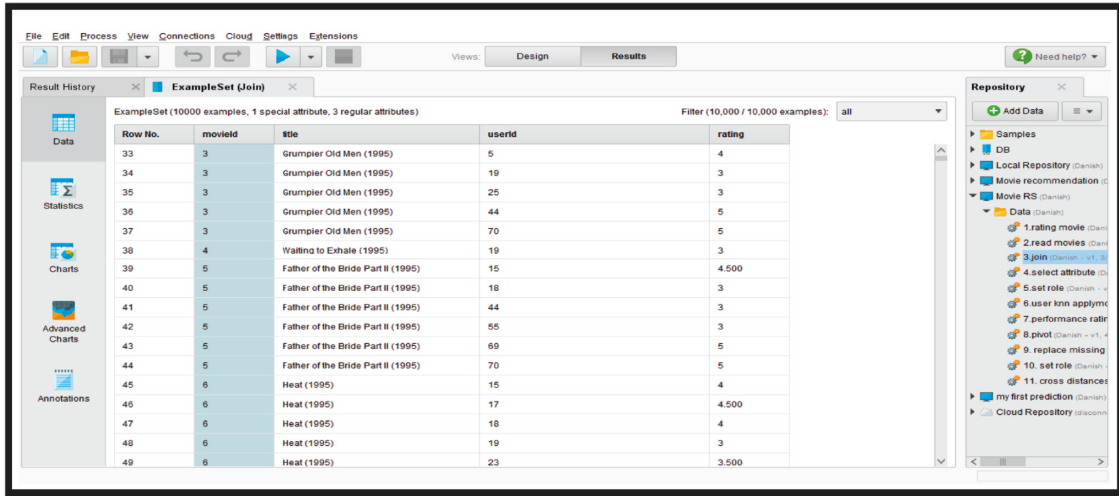 File Edit Process View Connections Cloud Settings Extensions
Views: Design Results Need help?
Result History ExampleSet (Join) Repository
ExampleSet (10000 examples, 1 special attribute, 3 regular attributes) Filter (10,000 / 10,000 examples): all
Add Data
Data
Statistics
Charts
Advanced
Charts
Annotations
Row No. movieId title userId rating
33 3 Grumpier Old Men (1995) 5 4
34 3 Grumpier Old Men (1995) 19 3
35 3 Grumpier Old Men (1995) 25 3
36 3 Grumpier Old Men (1995) 44 5
37 3 Grumpier Old Men (1995) 70 5
38 4 Waiting to Exhale (1995) 19 3
39 5 Father of the Bride Part II (1995) 15 4.500
40 5 Father of the Bride Part II (1995) 18 3
41 5 Father of the Bride Part II (1995) 44 3
42 5 Father of the Bride Part II (1995) 55 3
43 5 Father of the Bride Part II (1995) 69 5
44 5 Father of the Bride Part II (1995) 70 5
45 6 Heat (1995) 15 4
46 6 Heat (1995) 17 4.500
47 6 Heat (1995) 18 4
48 6 Heat (1995) 19 3
49 6 Heat (1995) 23 3.500
Samples
DB
Local Repository (Danish)
Movie recommendation
Movie RS (Danish)
Data (Danish)
1.rating movie
2.read movies
3.join (Danish - v1,
4.select attribute
5.set role (Danish -
6.user knn
7.performance
8.pivot (Danish - v1,
9. replace missing
10. set role (Danish
11. cross distances
my first prediction (Danish)
Cloud Repository